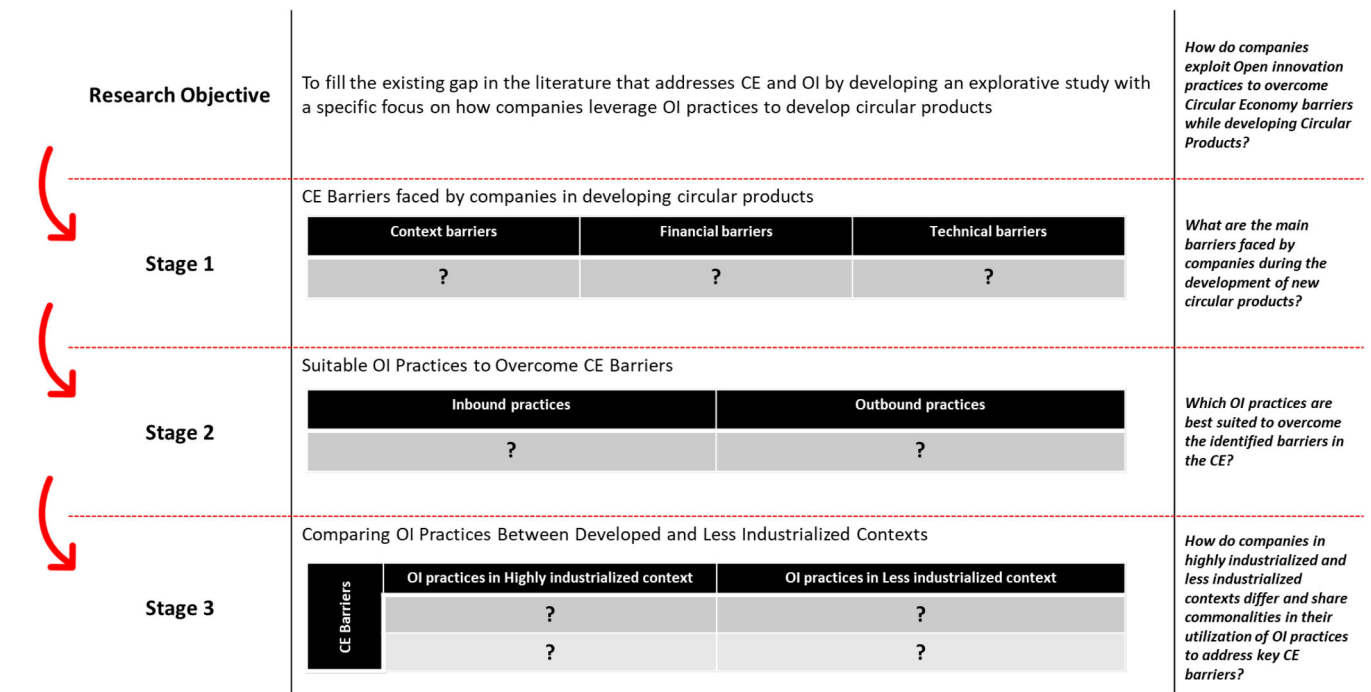 Research Objective
To fill the existing gap in the literature that addresses CE and OI by developing an explorative study with
a specific focus on how companies leverage OI practices to develop circular products
How do companies
exploit Open innovation
practices to overcome
Circular Economy barriers
while developing Circular
Products?
Stage 1
CE Barriers faced by companies in developing circular products
Context barriers
Financial barriers
Technical barriers
?
?
?
What are the main
barriers faced by
companies during the
development of new
circular products?
Stage 2
Suitable OI Practices to Overcome CE Barriers
Inbound practices
Outbound practices
?
?
Which OI practices are
best suited to overcome
the identified barriers in
the CE?
Stage 3
Comparing OI Practices Between Developed and Less Industrialized Contexts
CE Barriers
OI practices in Highly industrialized context
OI practices in Less industrialized context
?
?
?
?
How do companies in
highly industrialized and
less industrialized
contexts differ and share
commonalities in their
utilization of OI practices
to address key CE
barriers?